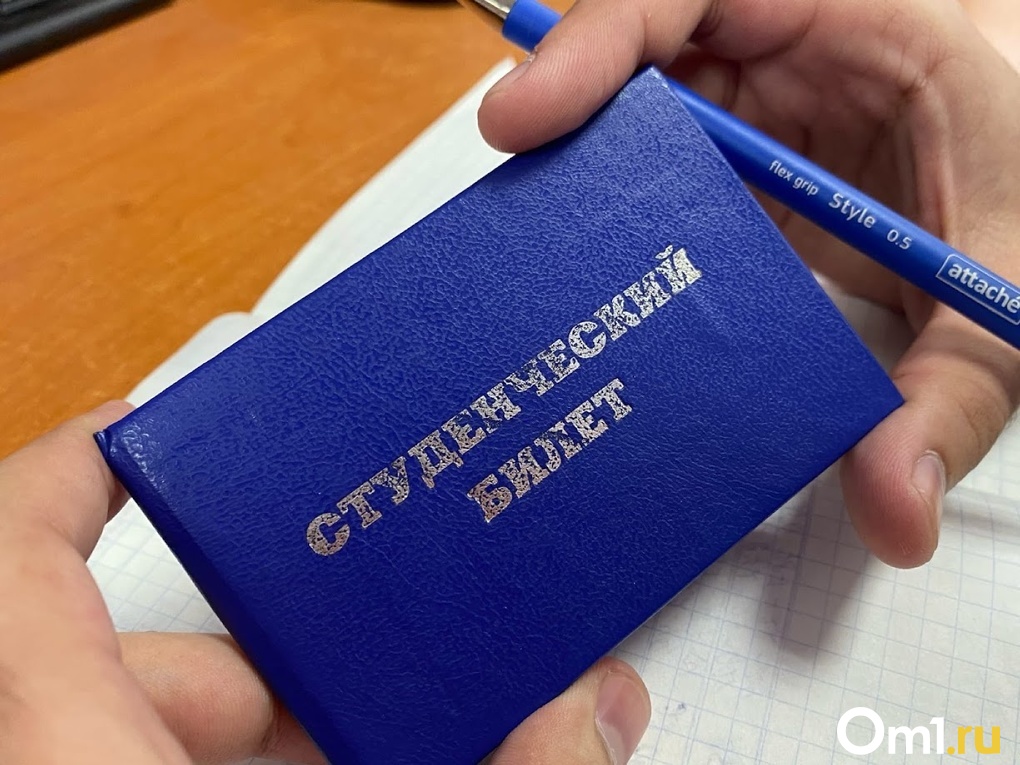 flex grip Style 0.5 attaché
СТУДЕНЧЕСКИЙ
БИЛЕТ
Om1.ru